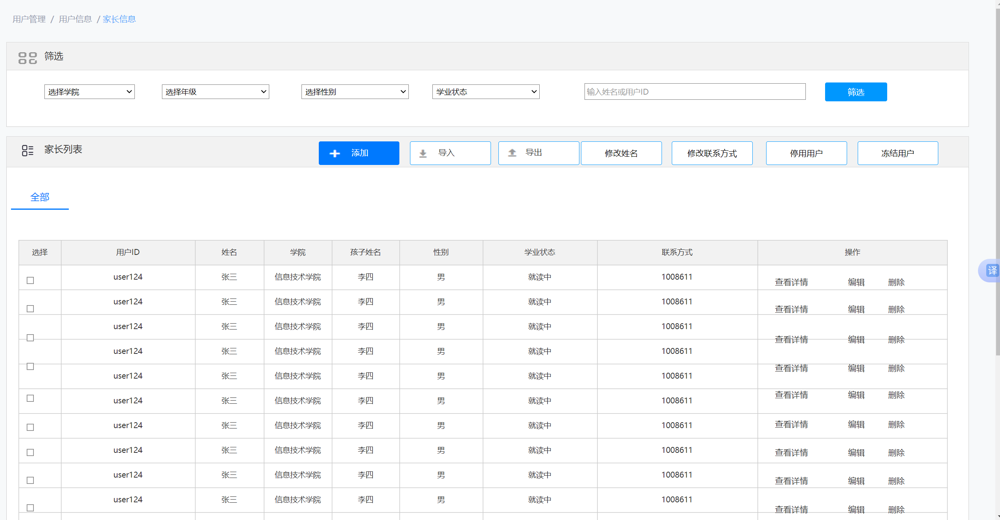 用户管理 / 用户信息 / 家长信息
筛选
选择学院 选择年级 选择性别 学业状态 输入姓名或用户ID 筛选
家长列表 添加 导入 导出 修改姓名 修改联系方式 停用用户 冻结用户
全部
选择 用户ID 姓名 学院 孩子姓名 性别 学业状态 联系方式 操作
user124 张三 信息技术学院 李四 男 就读中 1008611 查看详情 编辑 删除
user124 张三 信息技术学院 李四 男 就读中 1008611 查看详情 编辑 删除
user124 张三 信息技术学院 李四 男 就读中 1008611 查看详情 编辑 删除
user124 张三 信息技术学院 李四 男 就读中 1008611 查看详情 编辑 删除
user124 张三 信息技术学院 李四 男 就读中 1008611 查看详情 编辑 删除
user124 张三 信息技术学院 李四 男 就读中 1008611 查看详情 编辑 删除
user124 张三 信息技术学院 李四 男 就读中 1008611 查看详情 编辑 删除
user124 张三 信息技术学院 李四 男 就读中 1008611 查看详情 编辑 删除
user124 张三 信息技术学院 李四 男 就读中 1008611 查看详情 编辑 删除
user124 张三 信息技术学院 李四 男 就读中 1008611
译